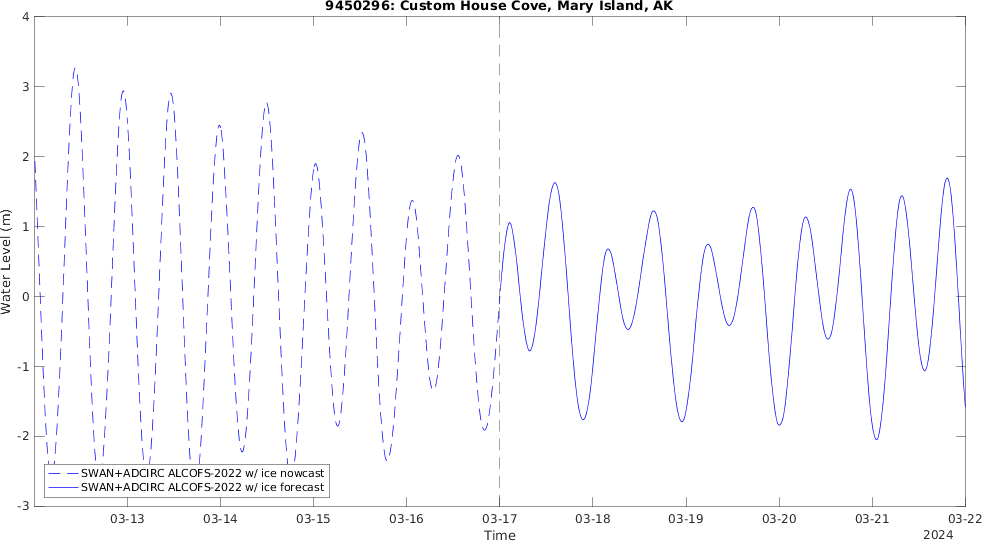 9450296: Custom House Cove, Mary Island, AK
Water Level (m)
4
3
2
1
0
-1
-2
-3
SWAN+ADCIRC ALCOFS-2022 w/ ice nowcast
SWAN+ADCIRC ALCOFS-2022 w/ ice forecast
03-13 03-14 03-15 03-16 03-17 03-18 03-19 03-20 03-21 03-22
Time
2024